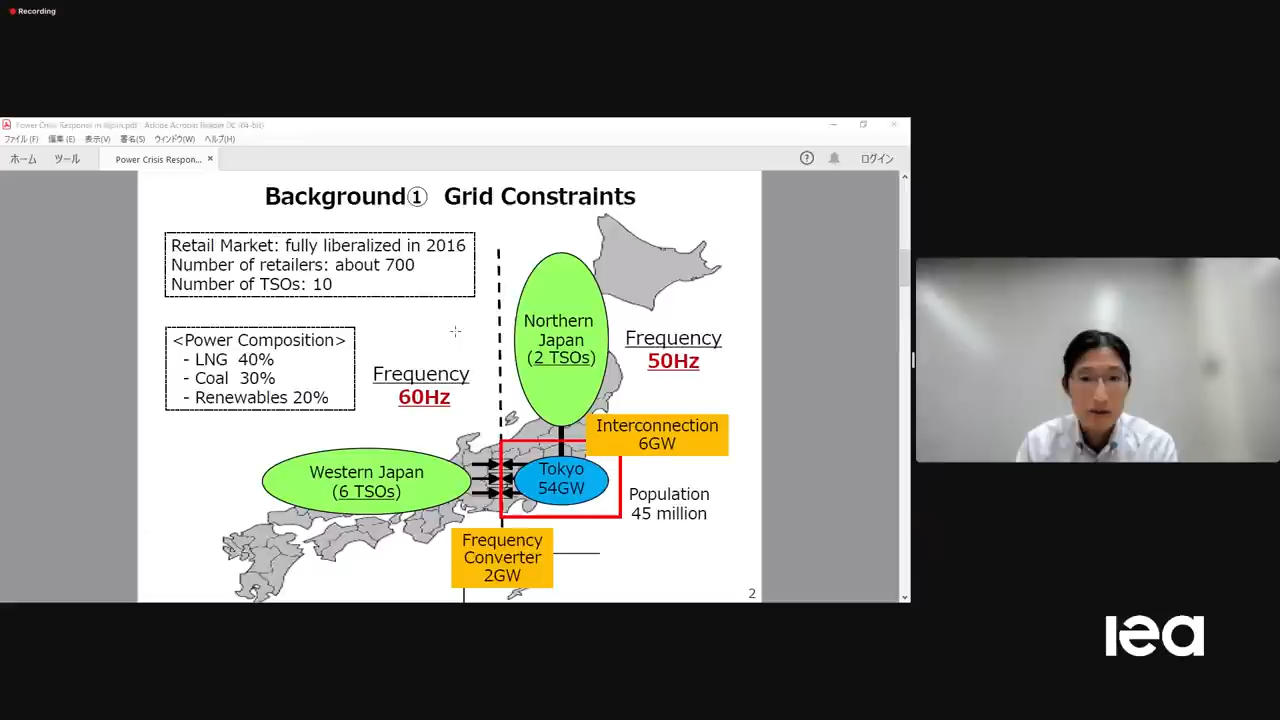 Recording
Power Crisis Response in Japan.pdf - Adobe Acrobat Reader DC (64-bit)
ファイル(F) 編集(E) 表示(V) 署名(S) ウィンドウ(W) ヘルプ(H)
ホーム ツール Power Crisis Respon... × ログイン
Background① Grid Constraints
Retail Market: fully liberalized in 2016
Number of retailers: about 700
Number of TSOs: 10
<Power Composition>
- LNG 40%
- Coal 30%
- Renewables 20%
Frequency
60Hz
Northern
Japan
(2 TSOs)
Frequency
50Hz
Interconnection
6GW
Western Japan
(6 TSOs)
Tokyo
54GW
Population
45 million
Frequency
Converter
2GW
2
iea